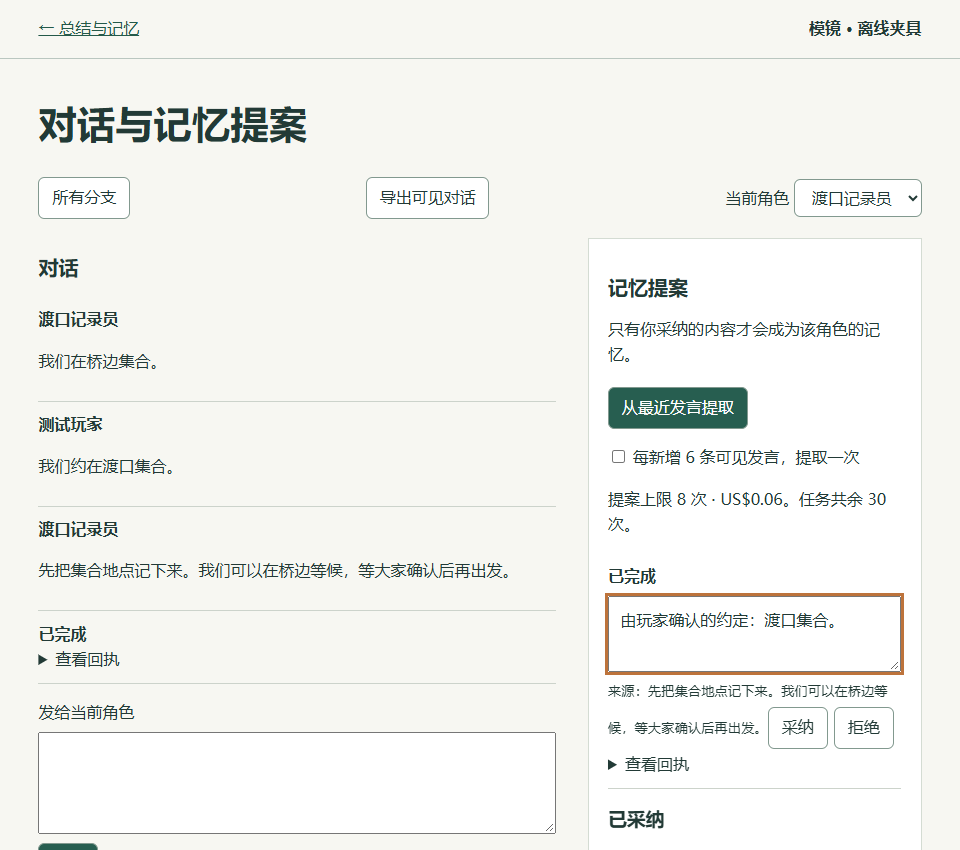 ← 总结与记忆
模镜 • 离线夹具
对话与记忆提案
所有分支
导出可见对话
当前角色
渡口记录员
对话
渡口记录员
我们在桥边集合。
测试玩家
我们约在渡口集合。
渡口记录员
先把集合地点记下来。我们可以在桥边等候，等大家确认后再出发。
已完成
▶ 查看回执
发给当前角色
记忆提案
只有你采纳的内容才会成为该角色的记
忆。
从最近发言提取
每新增 6 条可见发言，提取一次
提案上限 8 次 · US$0.06。任务共余 30
次。
已完成
由玩家确认的约定：渡口集合。
来源：先把集合地点记下来。我们可以在桥边等
候，等大家确认后再出发。
采纳
拒绝
▶ 查看回执
已采纳